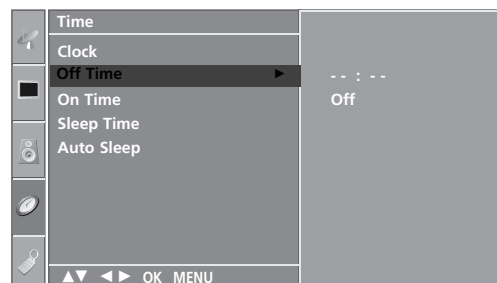 Time
Clock
Off Time ►
- - : - -
On Time
Off
Sleep Time
Auto Sleep
▲▼ ◄► OK MENU